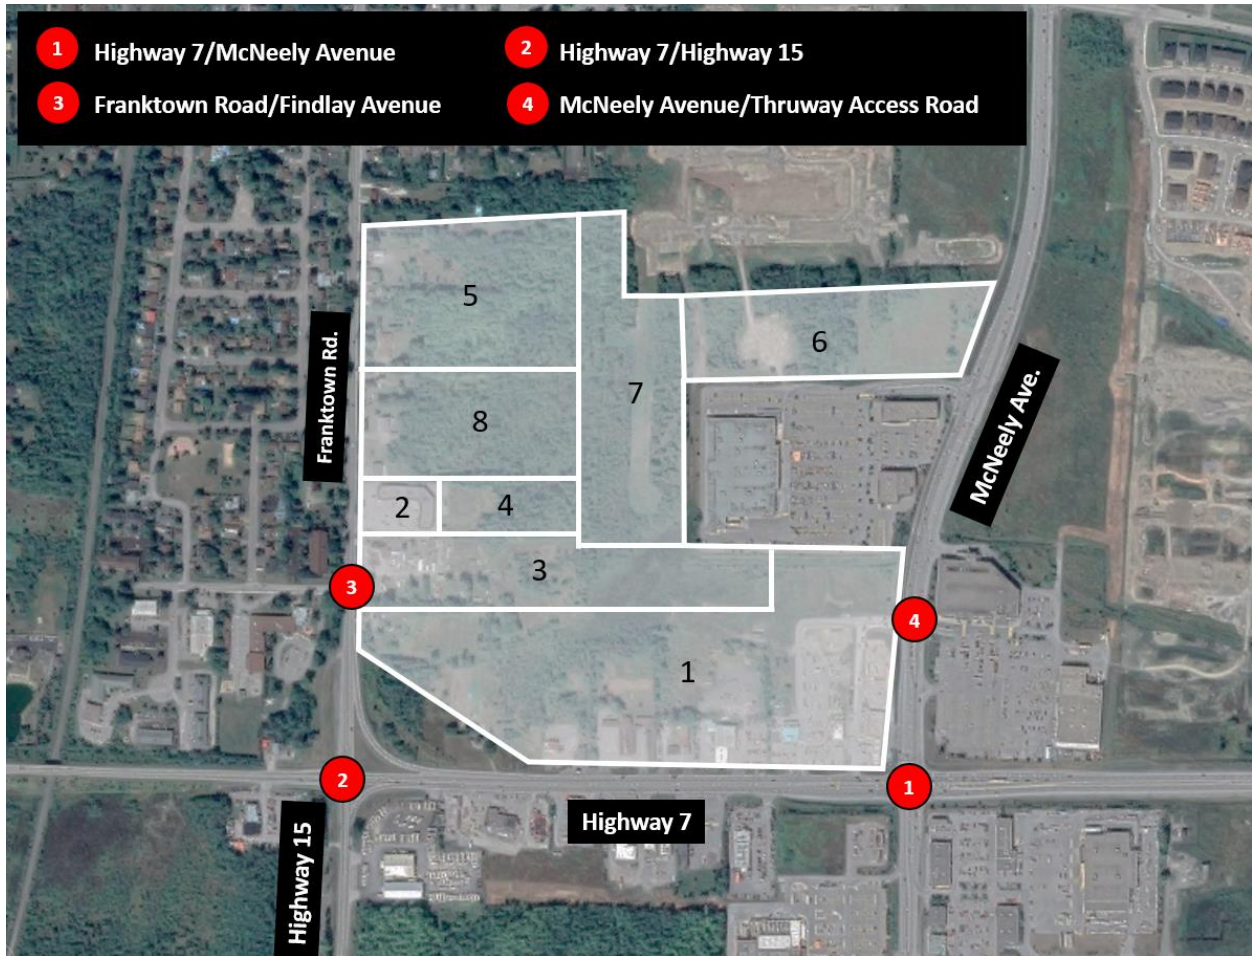 1 Highway 7/McNeely Avenue
2 Highway 7/Highway 15
3 Franktown Road/Findlay Avenue
4 McNeely Avenue/Thruway Access Road
5
6
7
8
Franktown Rd.
McNeely Ave.
2
4
3
3
4
1
2
1
Highway 7
Highway 15